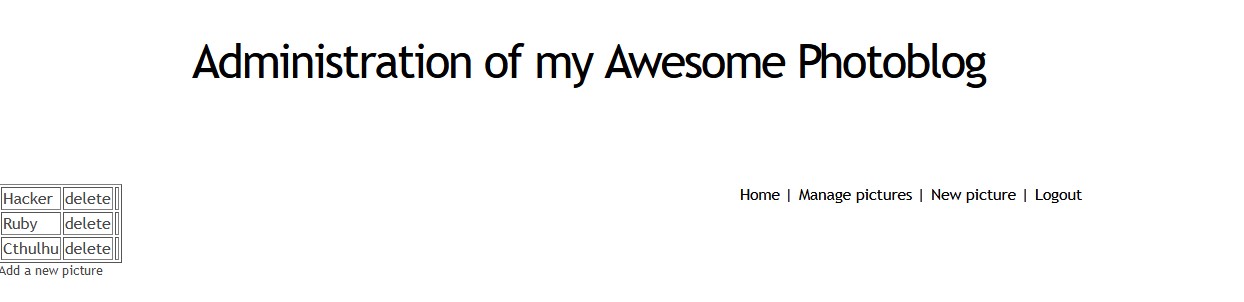 Administration of my Awesome Photoblog
Home | Manage pictures | New picture | Logout
Hacker delete
Ruby delete
Cthulhu delete
Add a new picture